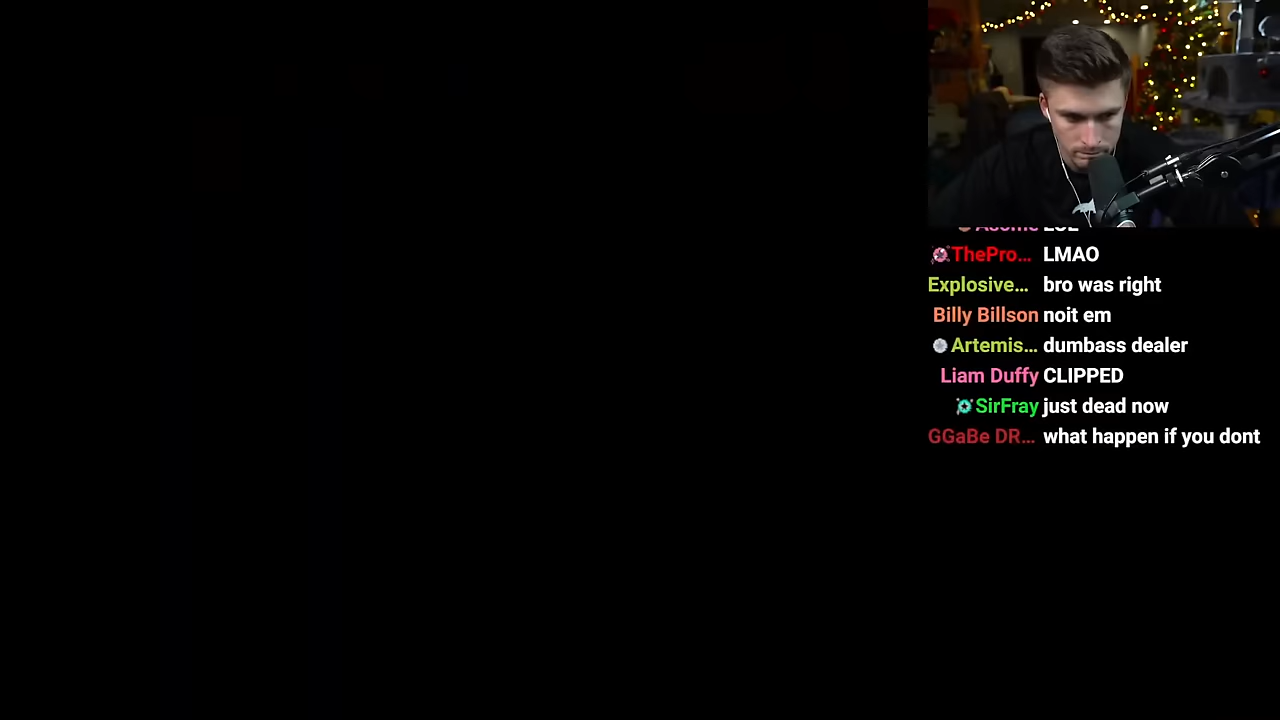 ThePro... LMAO
Explosive... bro was right
Billy Billson noit em
Artemis... dumbass dealer
Liam Duffy CLIPPED
SirFray just dead now
GGaBe DR... what happen if you dont